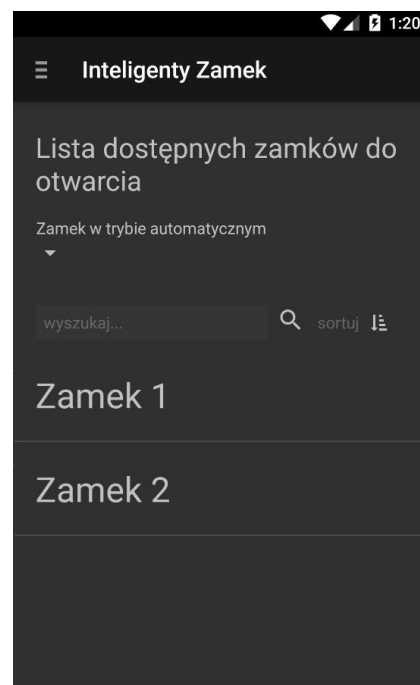 1:20
Inteligenty Zamek
Lista dostępnych zamków do
otwarcia
Zamek w trybie automatycznym
wyszukaj...
sortuj
Zamek 1
Zamek 2